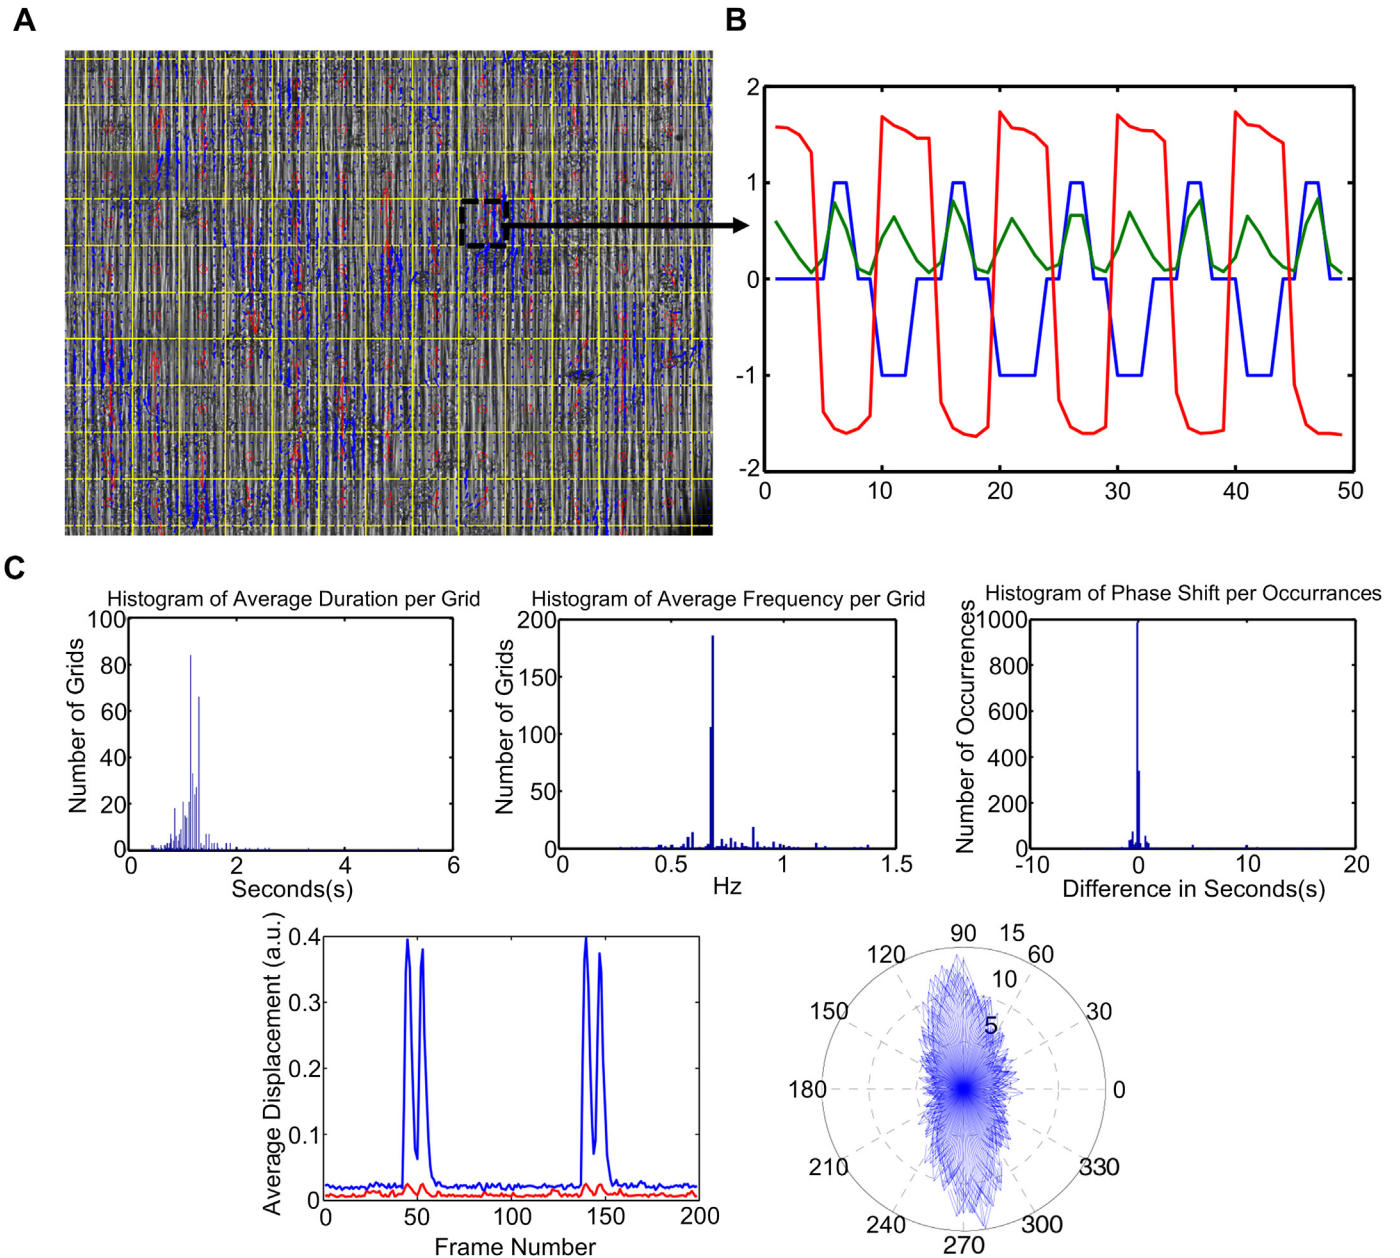 A
B
2
1
0
-1
-2
0 10 20 30 40 50
C
Histogram of Average Duration per Grid
Number of Grids
100
80
60
40
20
0
0 2 4 6
Seconds(s)
Histogram of Average Frequency per Grid
Number of Grids
200
150
100
50
0
0 0.5 1 1.5
Hz
Histogram of Phase Shift per Occurrances
Number of Occurrences
1000
800
600
400
200
0
-10 0 10 20
Difference in Seconds(s)
Average Displacement (a.u.)
0.4
0.3
0.2
0.1
0
0 50 100 150 200
Frame Number
90 15
120 60
10
150 30
5
180 0
210 330
240 300
270